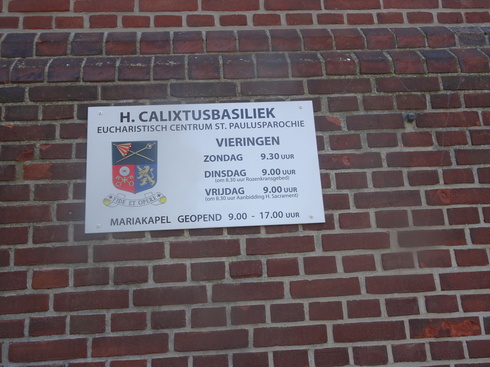 H. CALIXTUSBASILIEK
EUCHARISTISCH CENTRUM ST. PAULUSPAROCHIE
VIERINGEN
ZONDAG 9.30 UUR
DINSDAG 9.00 UUR
(om 8.30 uur Rozenkransgebed)
VRIJDAG 9.00 UUR
(om 8.30 uur Aanbidding H. Sacrament)
FIDE ET OPERE
MARIAKAPEL GEOPEND 9.00 - 17.00 UUR